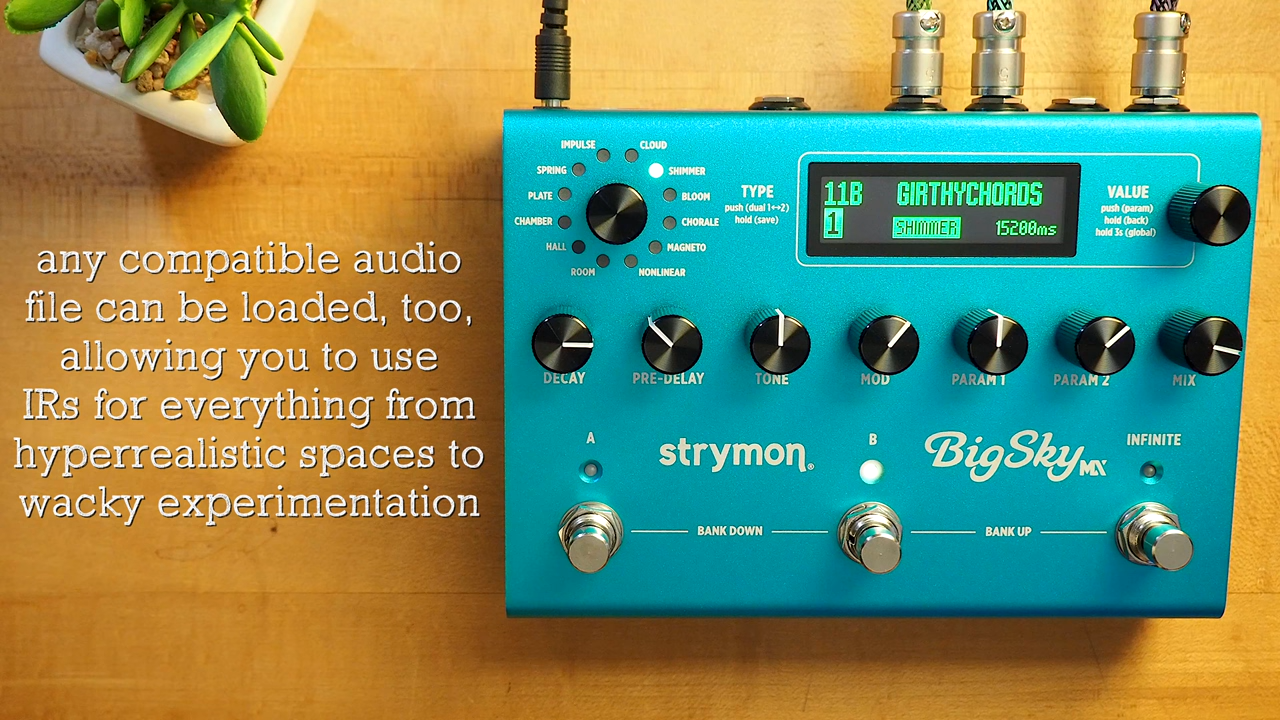 any compatible audio
file can be loaded, too,
allowing you to use
IRs for everything from
hyperrealistic spaces to
wacky experimentation
IMPULSE
CLOUD
SPRING
SHIMMER
PLATE
BLOOM
CHAMBER
CHORALE
HALL
MAGNETO
ROOM
NONLINEAR
TYPE
push (dual 1↔2)
hold (save)
11B GIRTHYCHORDS
1 SHIMMER 15200ms
VALUE
push (param)
hold (back)
hold 3s (global)
DECAY PRE-DELAY TONE MOD PARAM 1 PARAM 2 MIX
A B INFINITE
strymon®
BigSky MX
BANK DOWN BANK UP